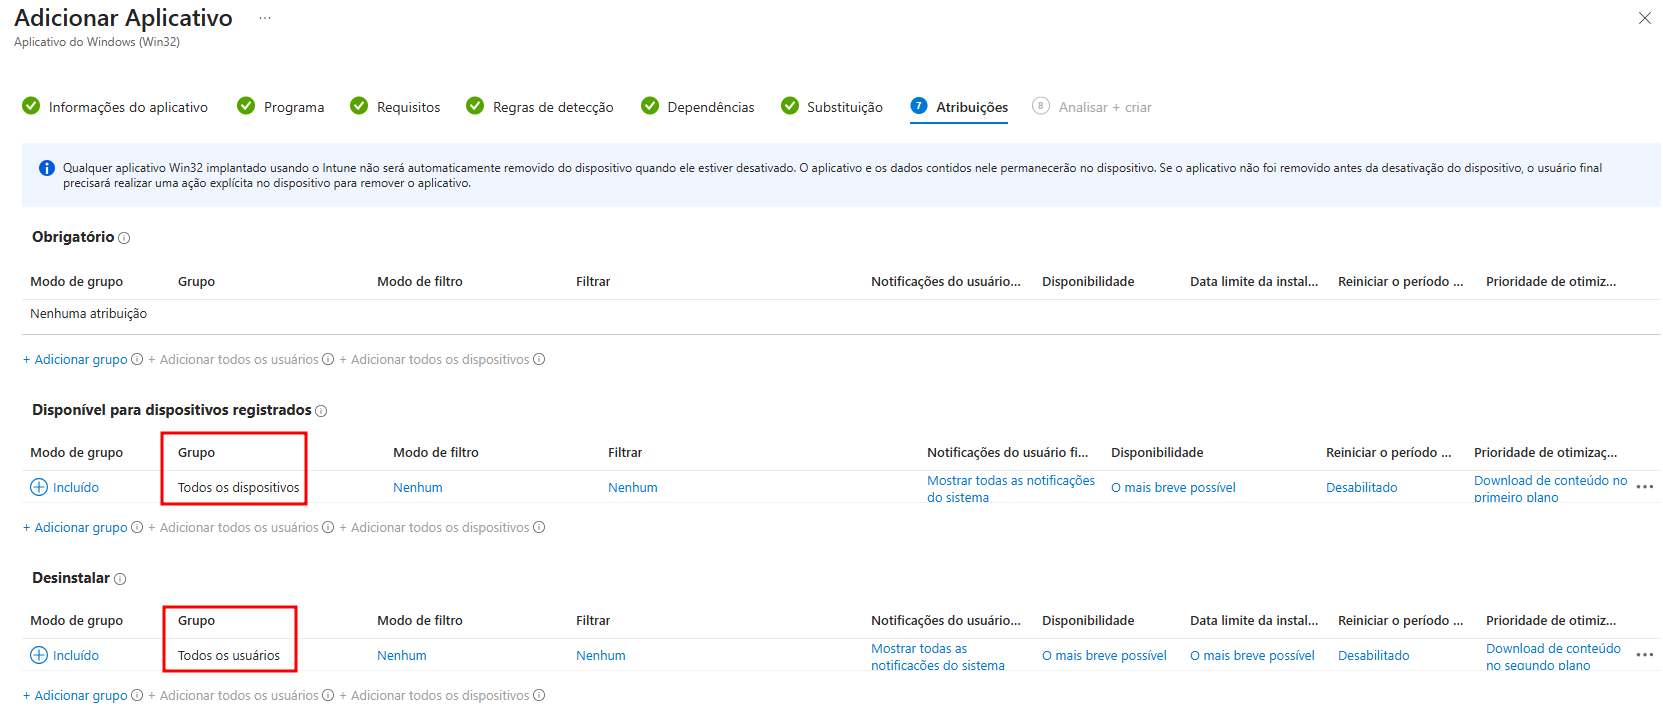 Adicionar Aplicativo ...
Aplicativo do Windows (Win32)
Informações do aplicativo Programa Requisitos Regras de detecção Dependências Substituição 7 Atribuições 8 Analisar + criar
Qualquer aplicativo Win32 implantado usando o Intune não será automaticamente removido do dispositivo quando ele estiver desativado. O aplicativo e os dados contidos nele permanecerão no dispositivo. Se o aplicativo não foi removido antes da desativação do dispositivo, o usuário final
precisará realizar uma ação explícita no dispositivo para remover o aplicativo.
Obrigatório
Modo de grupo Grupo Modo de filtro Filtrar Notificações do usuário... Disponibilidade Data limite da instal... Reiniciar o período ... Prioridade de otimiz...
Nenhuma atribuição
+ Adicionar grupo + Adicionar todos os usuários + Adicionar todos os dispositivos
Disponível para dispositivos registrados
Modo de grupo Grupo Modo de filtro Filtrar Notificações do usuário fi... Disponibilidade Reiniciar o período ... Prioridade de otimizaç...
Incluído Todos os dispositivos Nenhum Nenhum Mostrar todas as notificações do sistema O mais breve possível Desabilitado Download de conteúdo no primeiro plano ...
+ Adicionar grupo + Adicionar todos os usuários + Adicionar todos os dispositivos
Desinstalar
Modo de grupo Grupo Modo de filtro Filtrar Notificações do usuário... Disponibilidade Data limite da instal... Reiniciar o período ... Prioridade de otimiz...
Incluído Todos os usuários Nenhum Nenhum Mostrar todas as notificações do sistema O mais breve possível O mais breve possível Desabilitado Download de conteúdo no segundo plano ...
+ Adicionar grupo + Adicionar todos os usuários + Adicionar todos os dispositivos